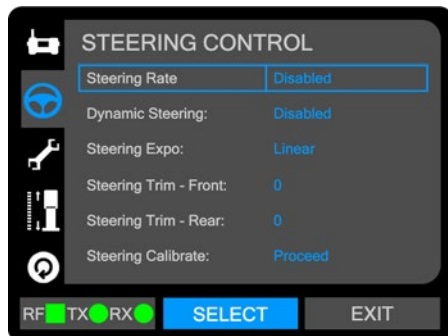 STEERING CONTROL
Steering Rate Disabled
Dynamic Steering: Disabled
Steering Expo: Linear
Steering Trim - Front: 0
Steering Trim - Rear: 0
Steering Calibrate: Proceed
RF TX RX SELECT EXIT